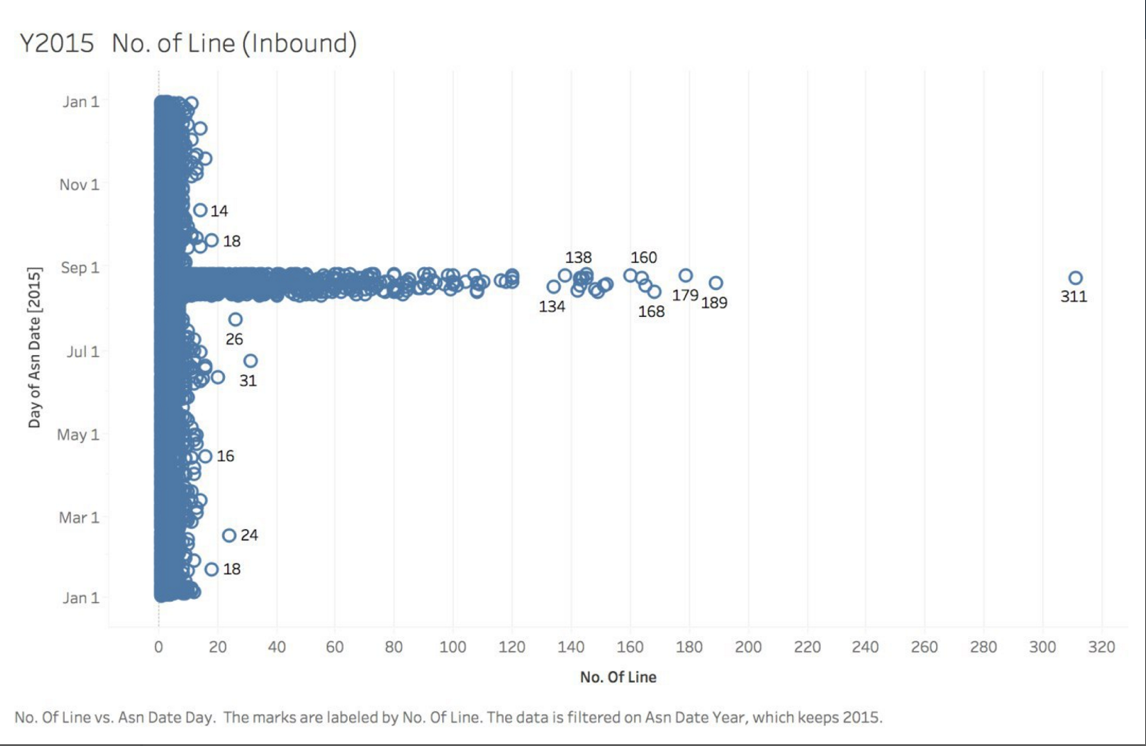 Y2015 No. of Line (Inbound)
Jan 1
Nov 1
14
18
Sep 1
138
160
134
168
179
189
311
26
Jul 1
31
May 1
16
Mar 1
24
18
Jan 1
Day of Asn Date [2015]
0 20 40 60 80 100 120 140 160 180 200 220 240 260 280 300 320
No. Of Line
No. Of Line vs. Asn Date Day. The marks are labeled by No. Of Line. The data is filtered on Asn Date Year, which keeps 2015.